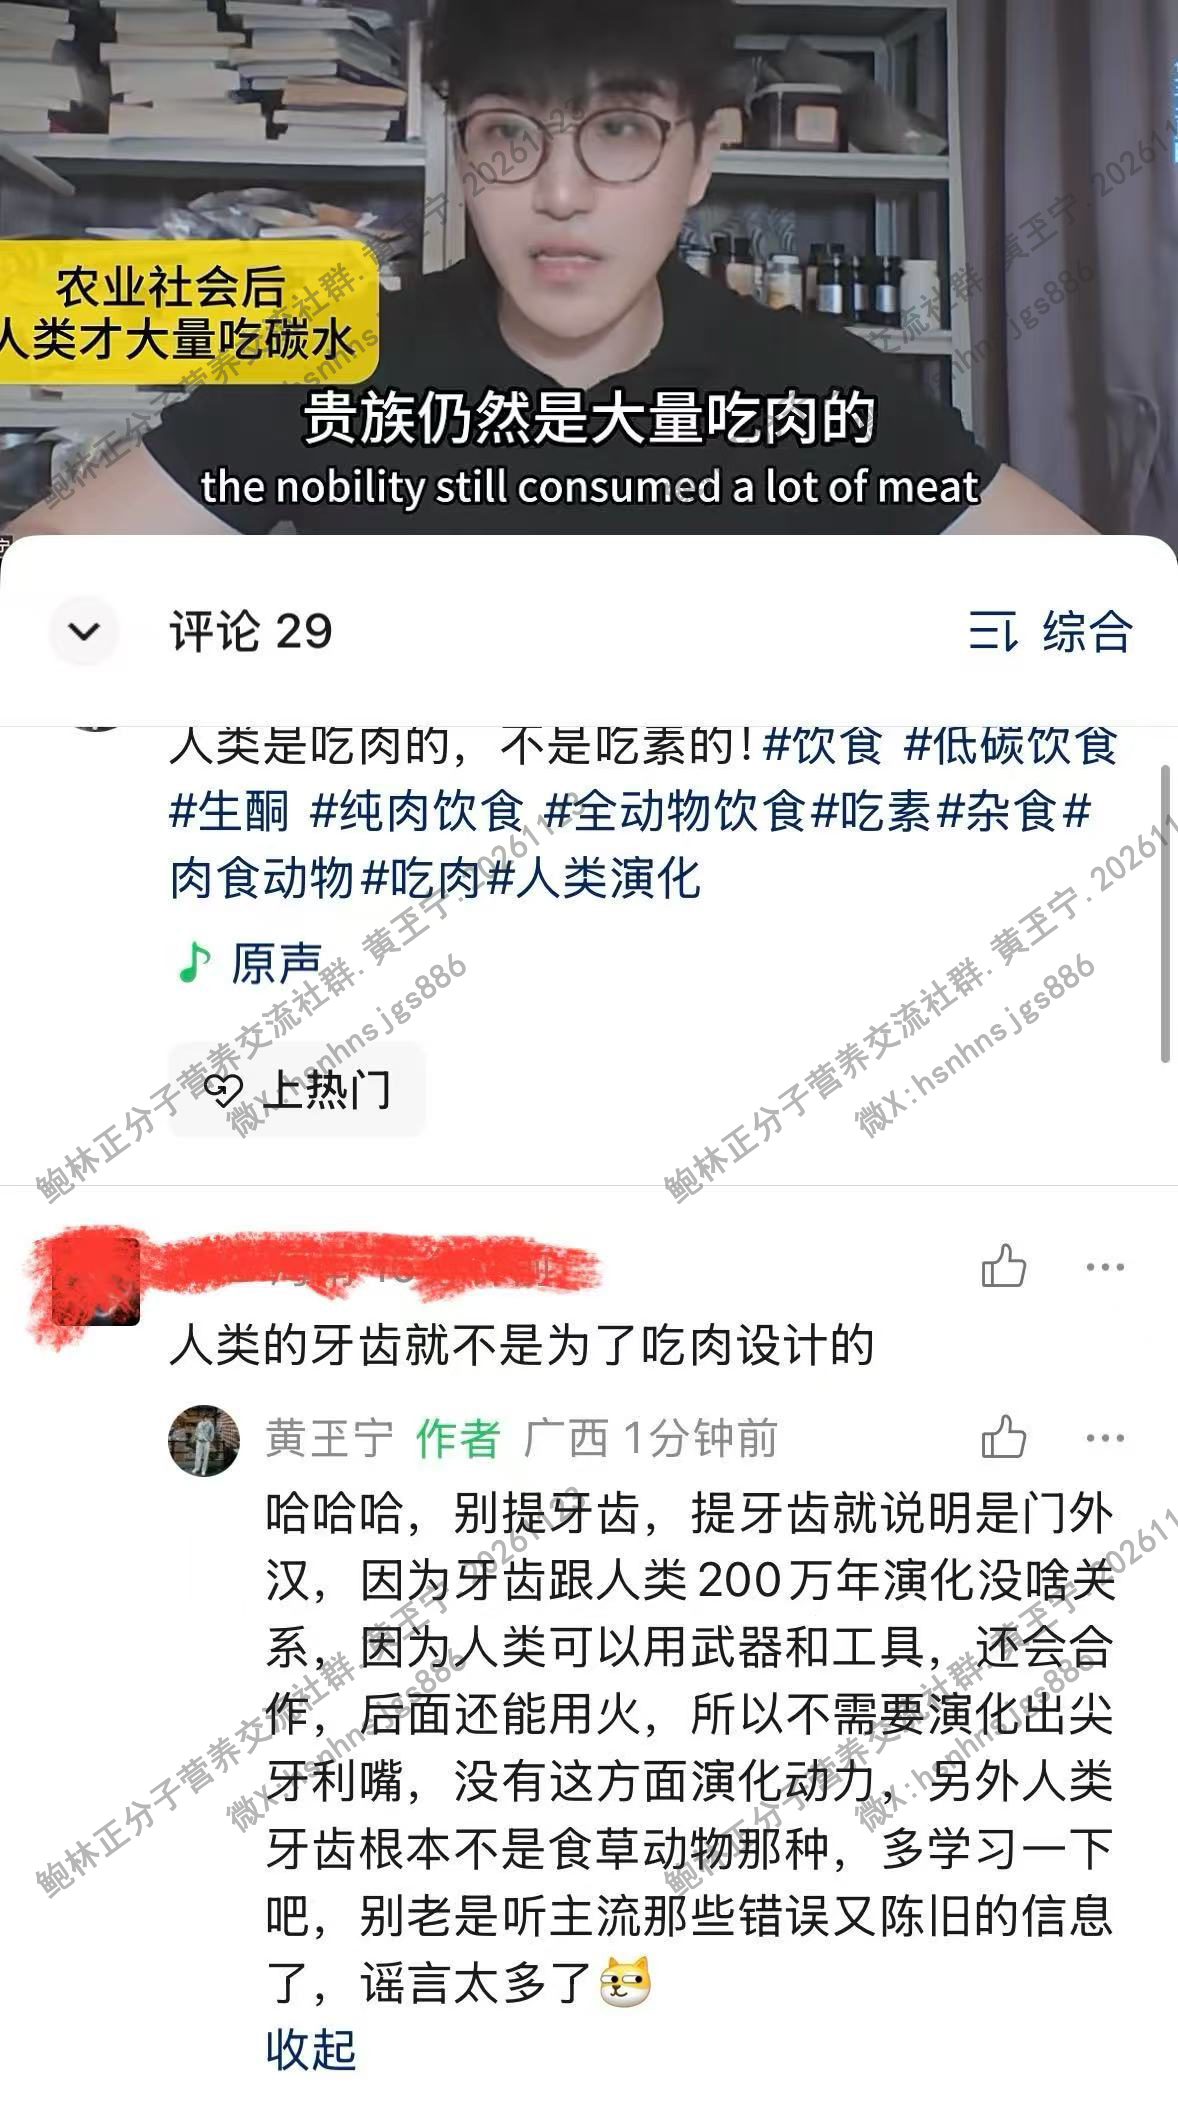 农业社会后
人类才大量吃碳水
贵族仍然是大量吃肉的
the nobility still consumed a lot of meat
评论 29
综合
人类是吃肉的，不是吃素的！#饮食 #低碳饮食
#生酮 #纯肉饮食 #全动物饮食#吃素#杂食#
肉食动物#吃肉#人类演化
原声
上热门
人类的牙齿就不是为了吃肉设计的
黄玉宁 作者 广西 1分钟前
哈哈哈，别提牙齿，提牙齿就说明是门外
汉，因为牙齿跟人类200万年演化没啥关
系，因为人类可以用武器和工具，还会合
作，后面还能用火，所以不需要演化出尖
牙利嘴，没有这方面演化动力，另外人类
牙齿根本不是食草动物那种，多学习一下
吧，别老是听主流那些错误又陈旧的信息
了，谣言太多了
收起
鲍林正分子营养交流社群.黄玉宁.20261123
微X:hsnhnsjgs886